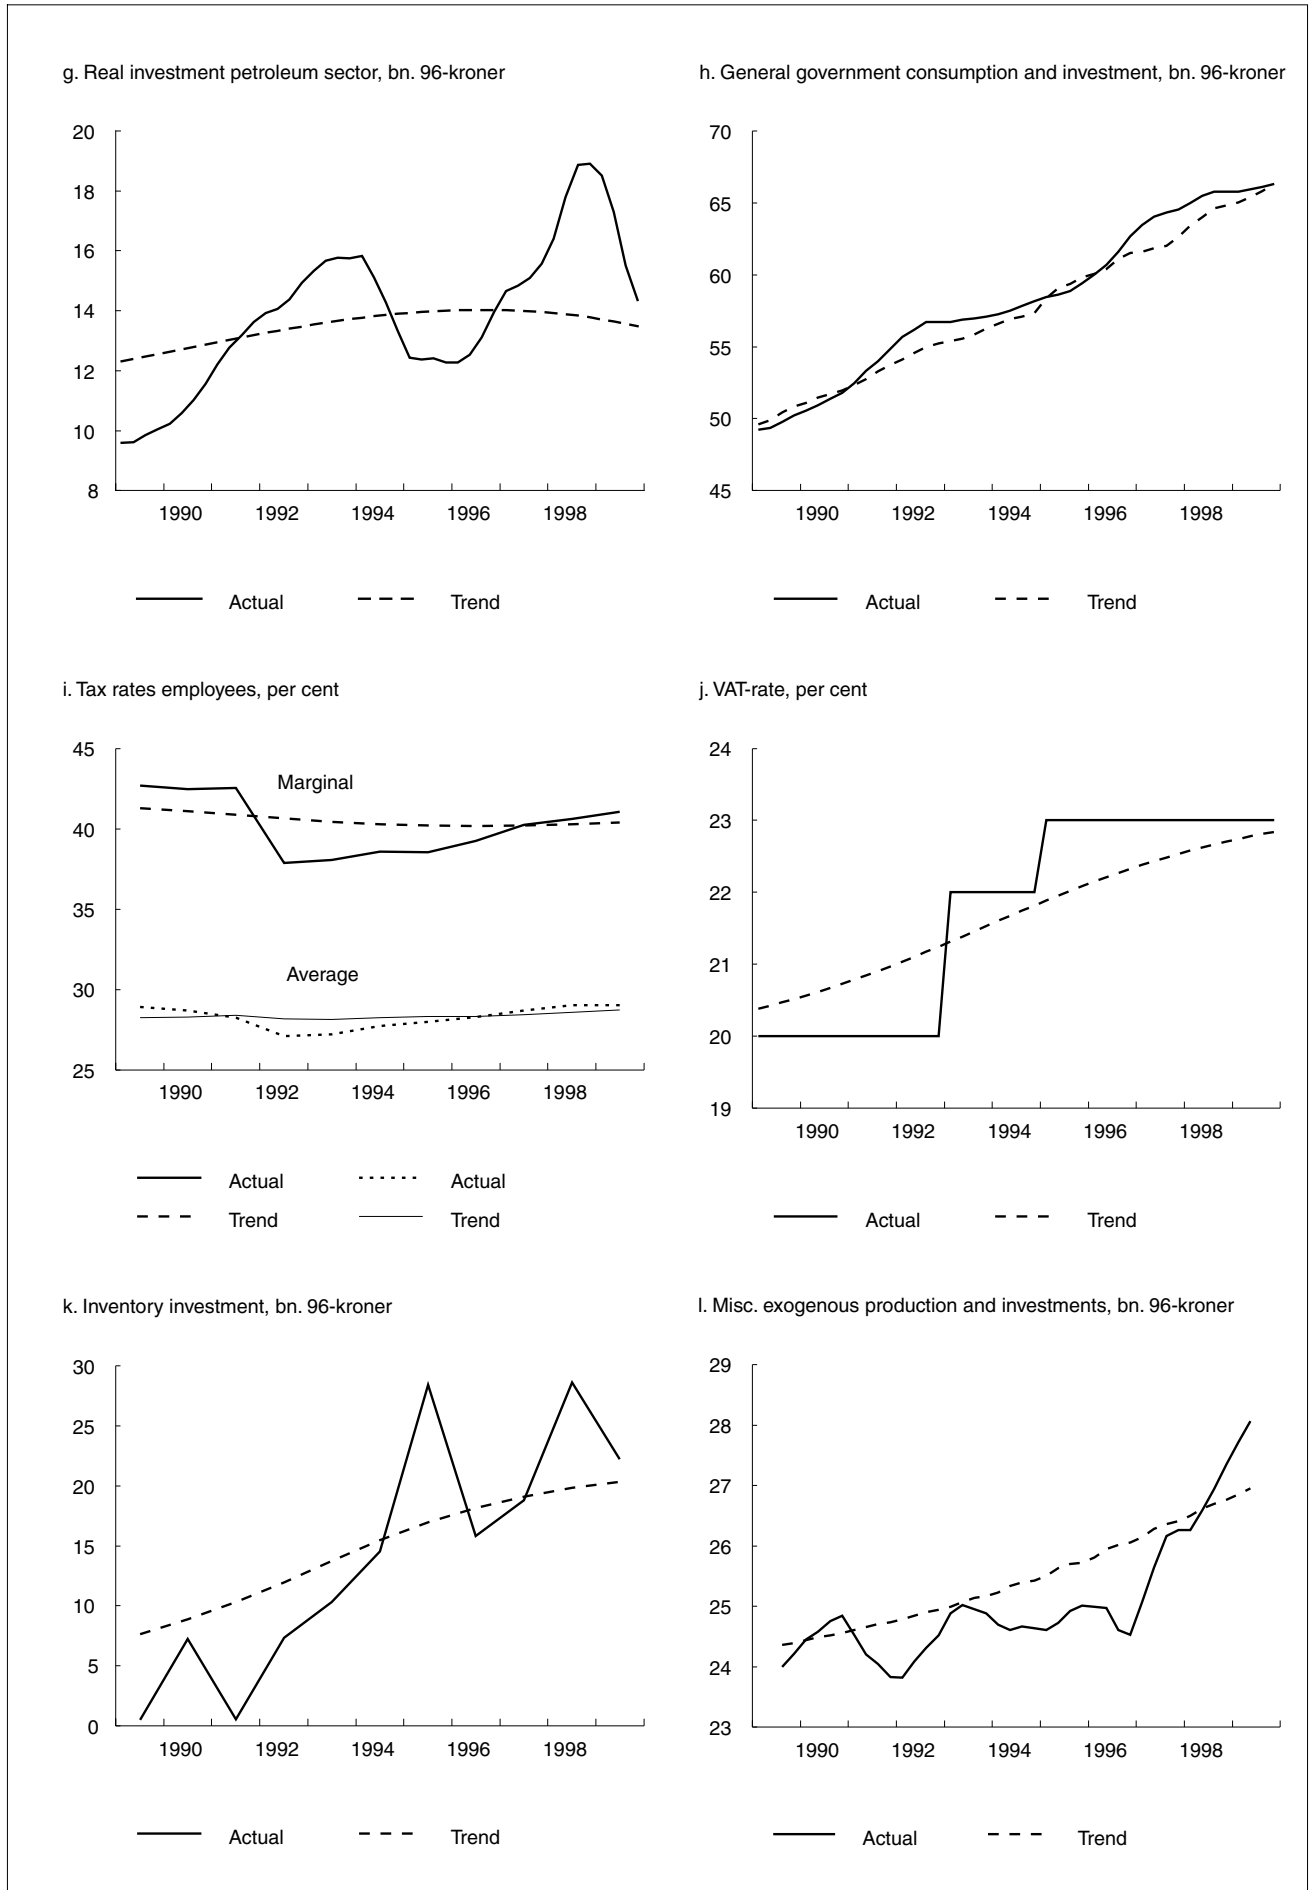 g. Real investment petroleum sector, bn. 96-kroner
20
18
16
14
12
10
8
1990 1992 1994 1996 1998
Actual Trend
h. General government consumption and investment, bn. 96-kroner
70
65
60
55
50
45
1990 1992 1994 1996 1998
Actual Trend
i. Tax rates employees, per cent
45
Marginal
40
35
Average
30
25
1990 1992 1994 1996 1998
Actual Actual
Trend Trend
j. VAT-rate, per cent
24
23
22
21
20
19
1990 1992 1994 1996 1998
Actual Trend
k. Inventory investment, bn. 96-kroner
30
25
20
15
10
5
0
1990 1992 1994 1996 1998
Actual Trend
l. Misc. exogenous production and investments, bn. 96-kroner
29
28
27
26
25
24
23
1990 1992 1994 1996 1998
Actual Trend